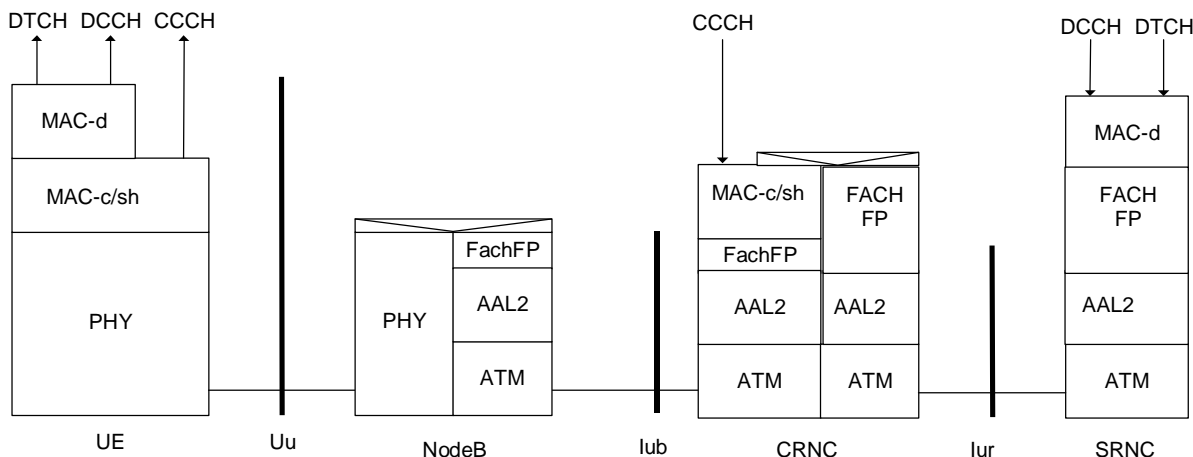 DTCH DCCH CCCH
CCCH
DCCH DTCH
MAC-d
MAC-c/sh
PHY
UE
Uu
PHY
FachFP
AAL2
ATM
NodeB
Iub
MAC-c/sh
FACH
FP
FachFP
AAL2
AAL2
ATM
ATM
CRNC
Iur
MAC-d
FACH
FP
AAL2
ATM
SRNC